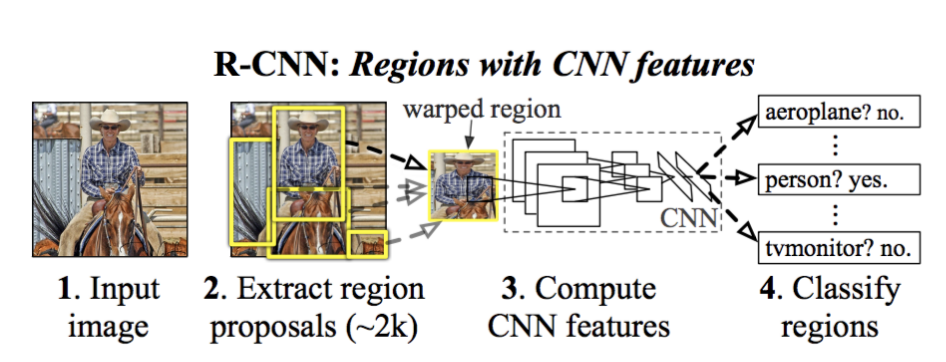 R-CNN: Regions with CNN features
warped region
aeroplane? no.
person? yes.
tvmonitor? no.
CNN
1. Input
image
2. Extract region
proposals (~2k)
3. Compute
CNN features
4. Classify
regions